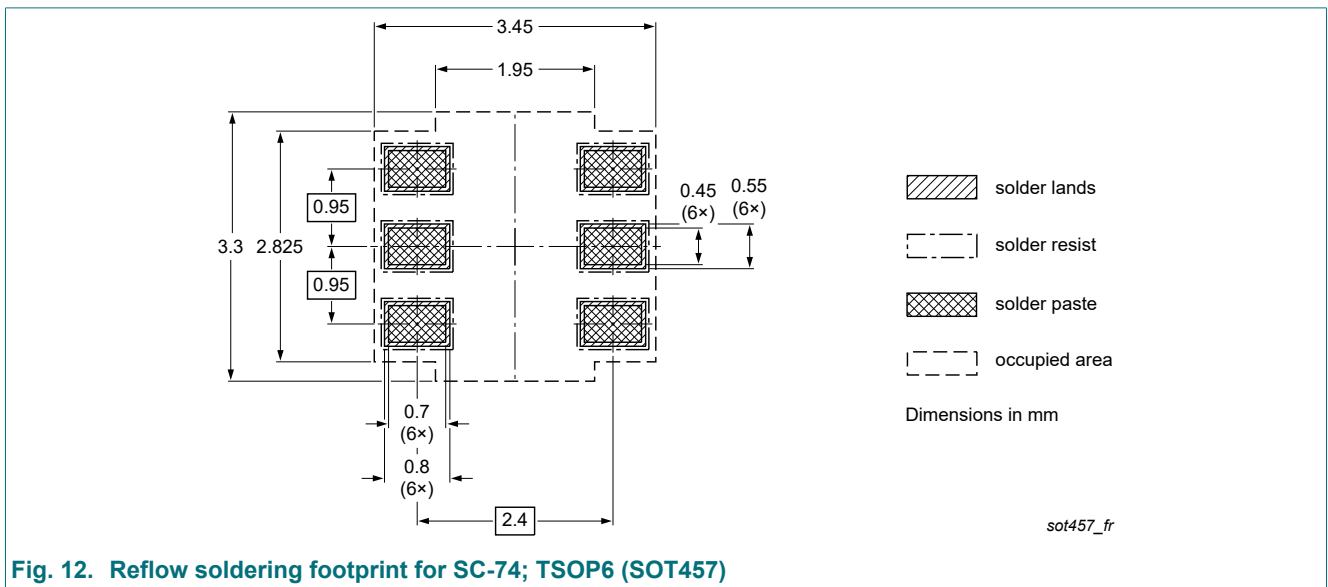 3.45
1.95
0.95
0.45
(6×)
0.55
(6×)
3.3
2.825
0.95
0.7
(6×)
0.8
(6×)
2.4
solder lands
solder resist
solder paste
occupied area
Dimensions in mm
sot457_fr
Fig. 12. Reflow soldering footprint for SC-74; TSOP6 (SOT457)